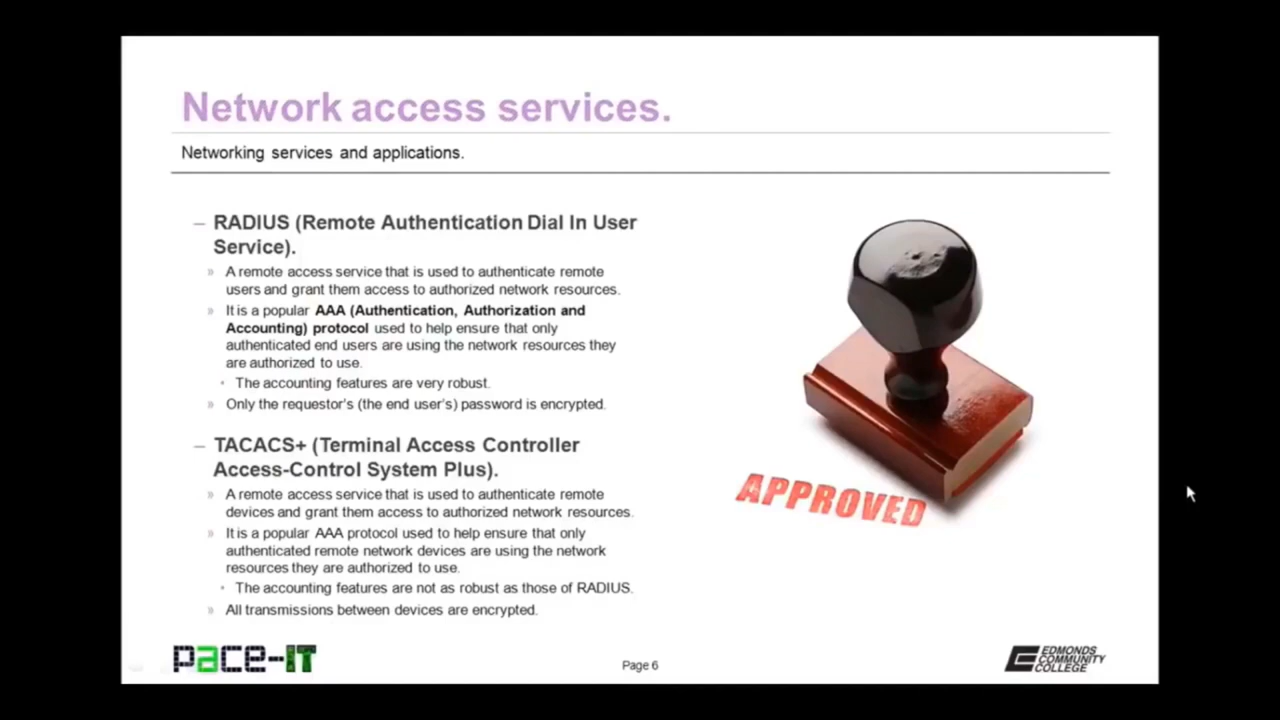 Network access services.
Networking services and applications.
– RADIUS (Remote Authentication Dial In User
Service).
» A remote access service that is used to authenticate remote
users and grant them access to authorized network resources.
» It is a popular AAA (Authentication, Authorization and
Accounting) protocol used to help ensure that only
authenticated end users are using the network resources they
are authorized to use.
• The accounting features are very robust.
» Only the requestor's (the end user's) password is encrypted.
– TACACS+ (Terminal Access Controller
Access-Control System Plus).
» A remote access service that is used to authenticate remote
devices and grant them access to authorized network resources.
» It is a popular AAA protocol used to help ensure that only
authenticated remote network devices are using the network
resources they are authorized to use.
• The accounting features are not as robust as those of RADIUS.
» All transmissions between devices are encrypted.
APPROVED
pace-IT
Page 6
EDMONDS
COMMUNITY
COLLEGE